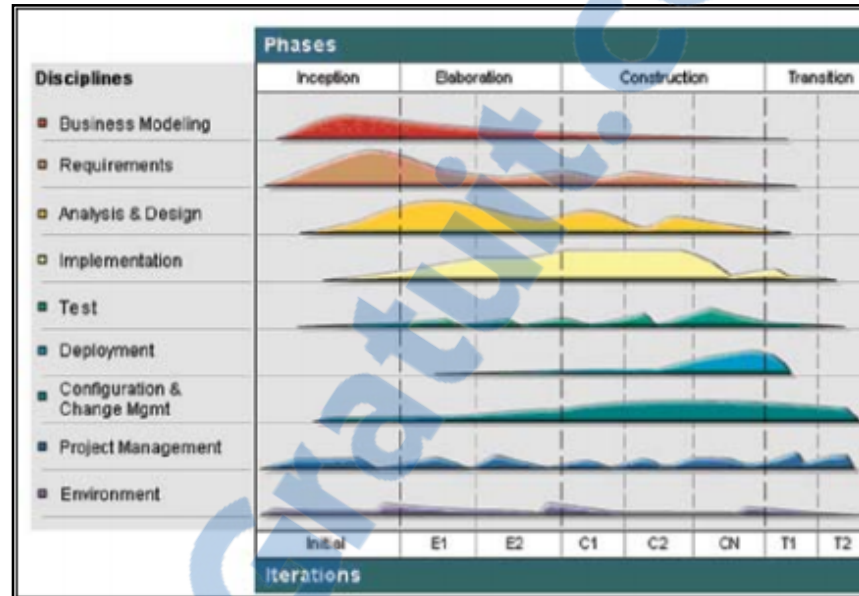 Phases
Disciplines
Inception Elaboration Construction Transition
Business Modeling
Requirements
Analysis & Design
Implementation
Test
Deployment
Configuration &
Change Mgmt
Project Management
Environment
Initial E1 E2 C1 C2 CN T1 T2
Iterations